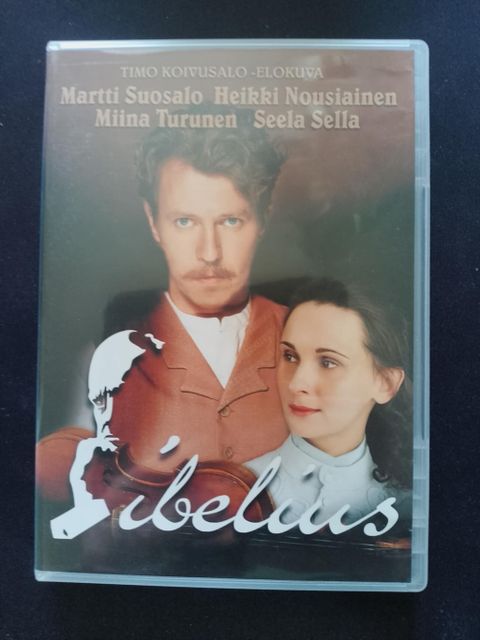 TIMO KOIVUSALO -ELOKUVA
Martti Suosalo Heikki Nousiainen
Miina Turunen Seela Sella
Sibelius